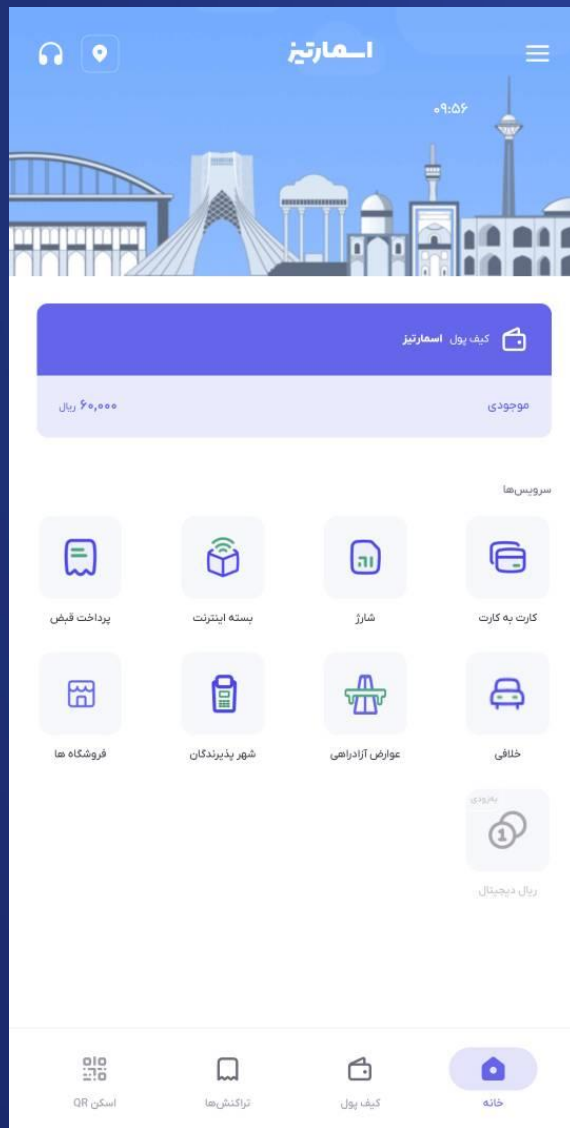 اسمارتیز
۰۹:۵۶
کیف پول اسمارتیز
موجودی
۶۰,۰۰۰ ریال
سرویس‌ها
کارت به کارت
شارژ
بسته اینترنت
پرداخت قبض
خلافی
عوارض آزادراهی
شهر پذیرندگان
فروشگاه ها
به‌زودی
1
ریال دیجیتال
خانه
کیف پول
تراکنش‌ها
اسکن QR